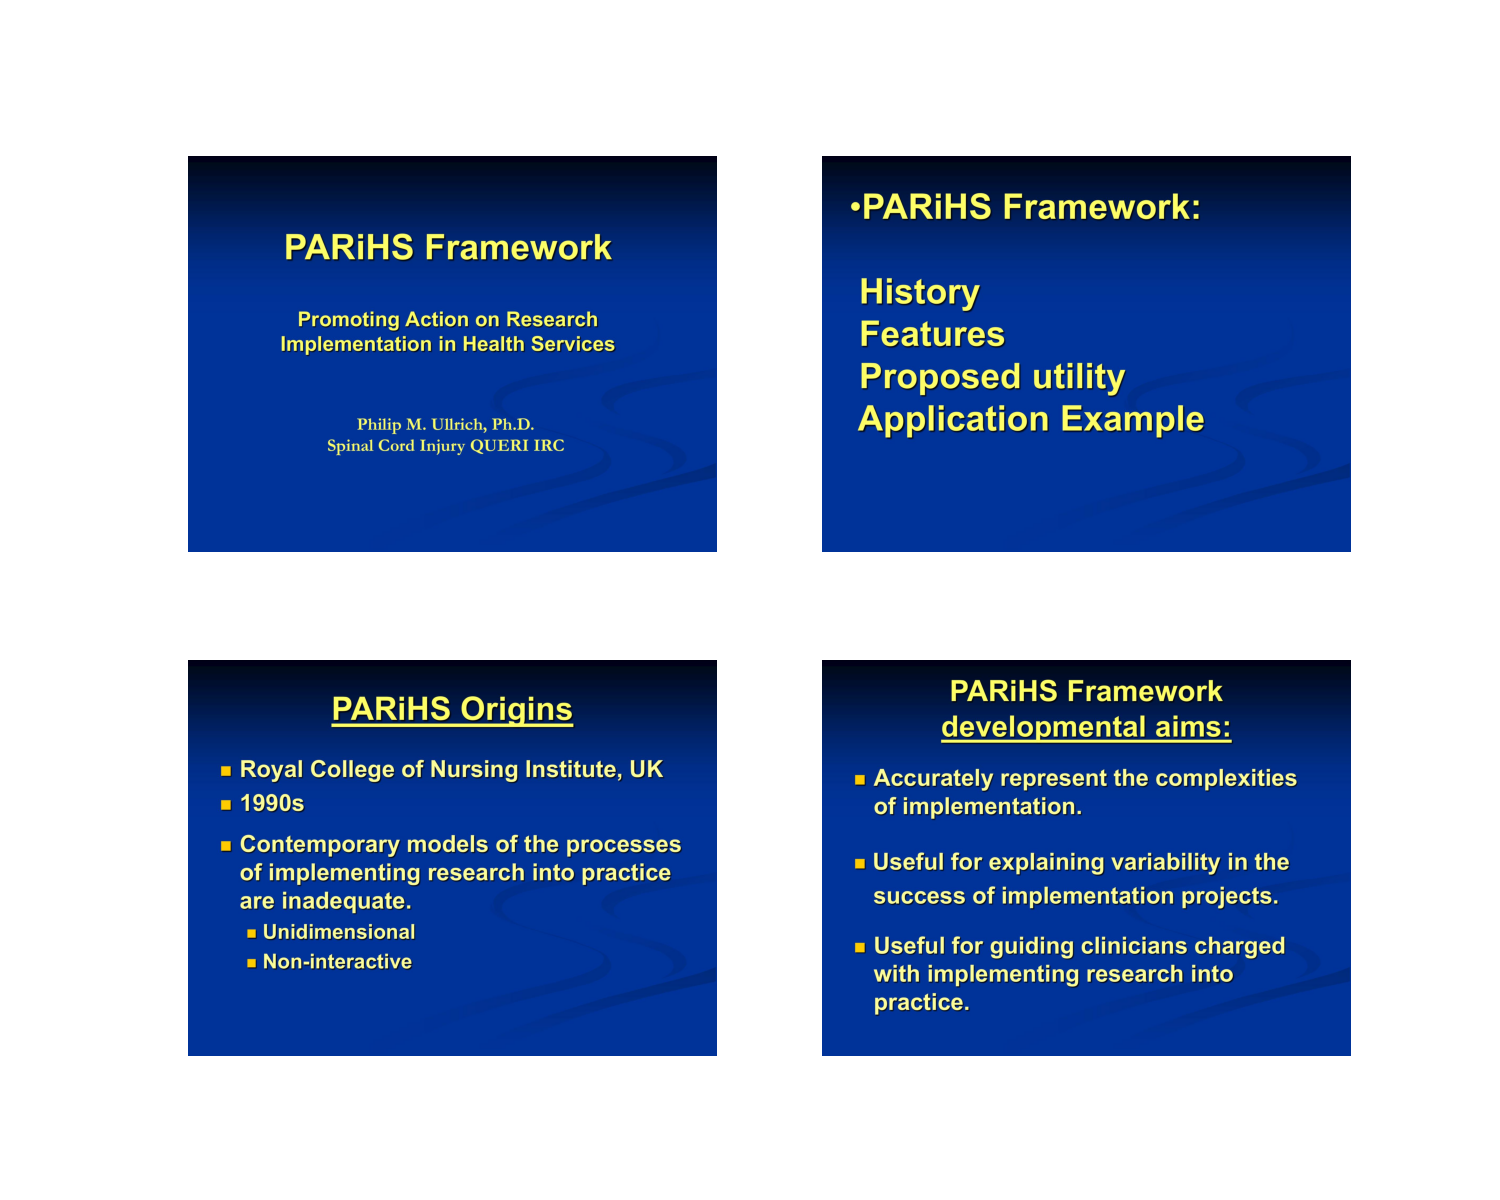 PARiHS Framework
Promoting Action on Research
Implementation in Health Services
Philip M. Ullrich, Ph.D.
Spinal Cord Injury QUERI IRC
•PARiHS Framework:
History
Features
Proposed utility
Application Example
PARiHS Origins
Royal College of Nursing Institute, UK
1990s
Contemporary models of the processes
of implementing research into practice
are inadequate.
Unidimensional
Non-interactive
PARiHS Framework
developmental aims:
Accurately represent the complexities
of implementation.
Useful for explaining variability in the
success of implementation projects.
Useful for guiding clinicians charged
with implementing research into
practice.